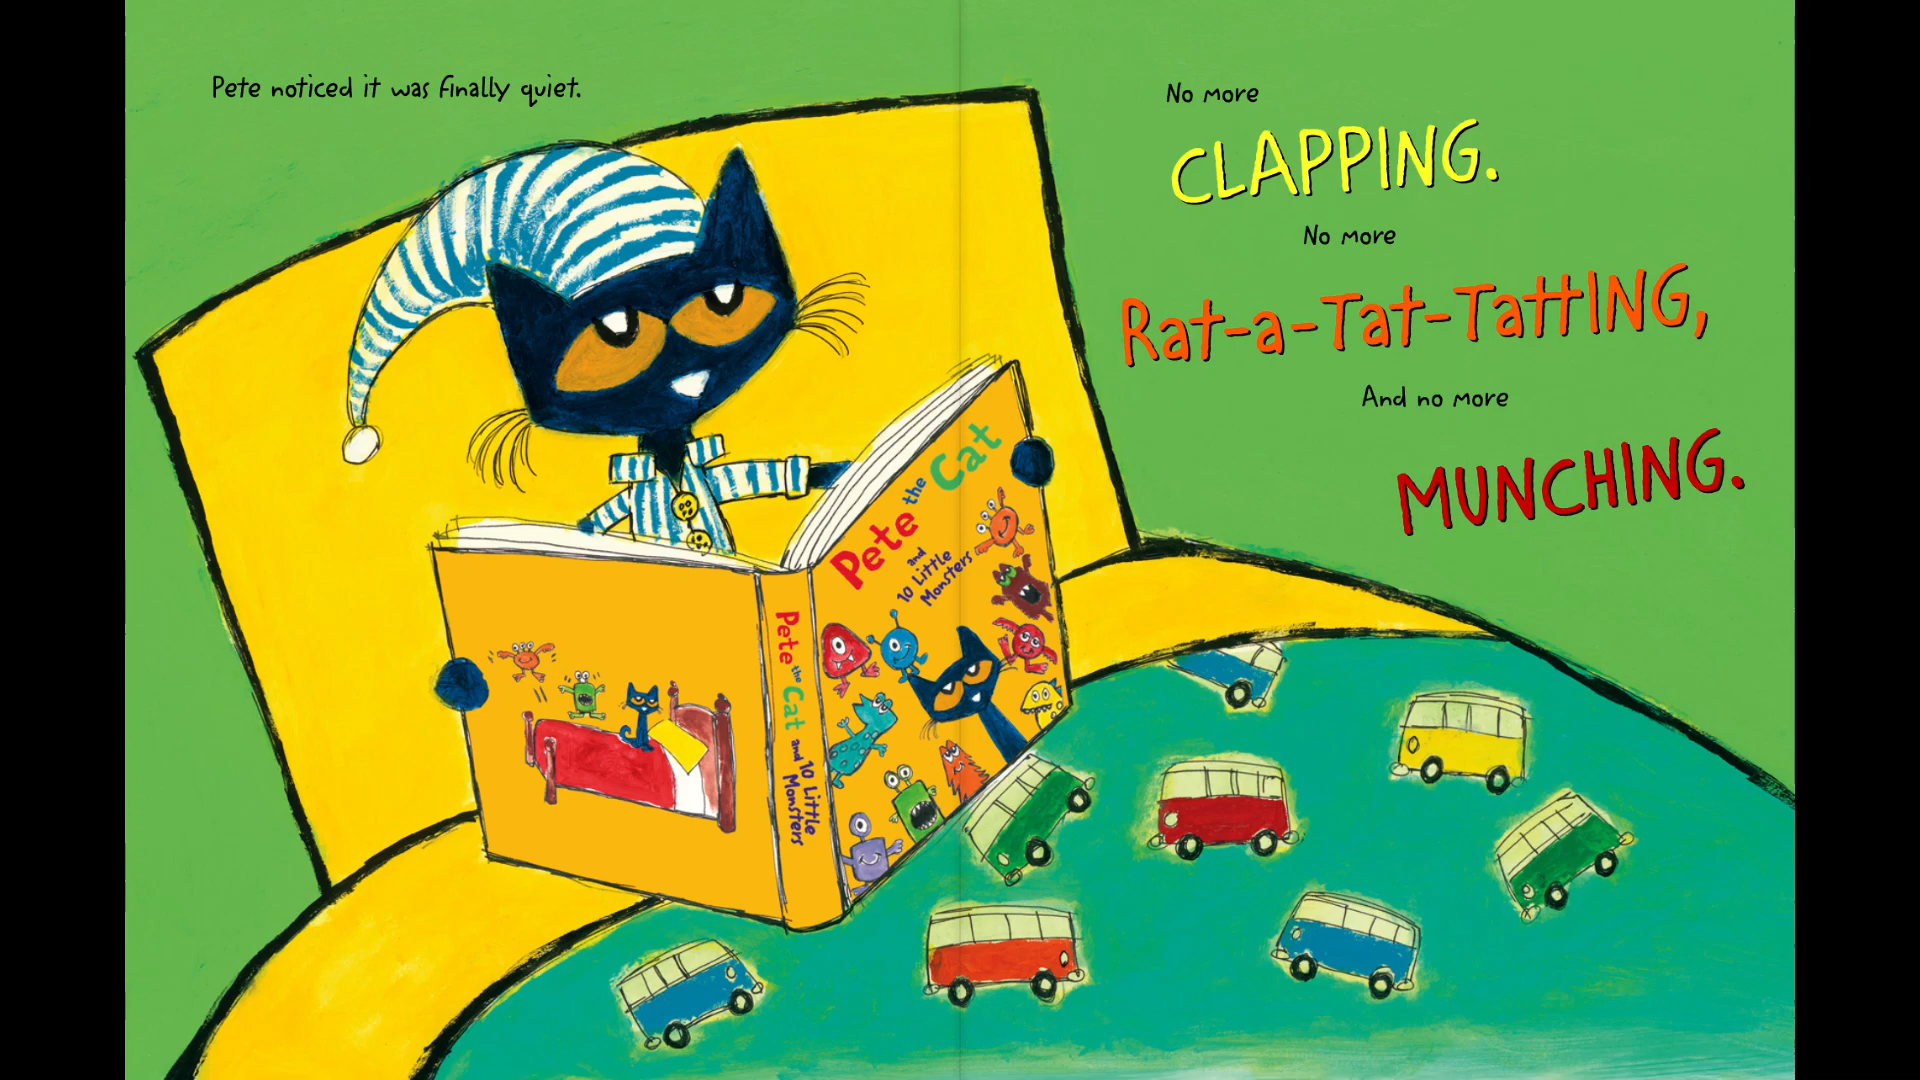 Pete noticed it was finally quiet.
No more
CLAPPING.
No more
Rat-a-Tat-TattING,
And no more
MUNCHING.
Pete the Cat
and
10 Little
Monsters
Pete the Cat and 10 Little
Monsters